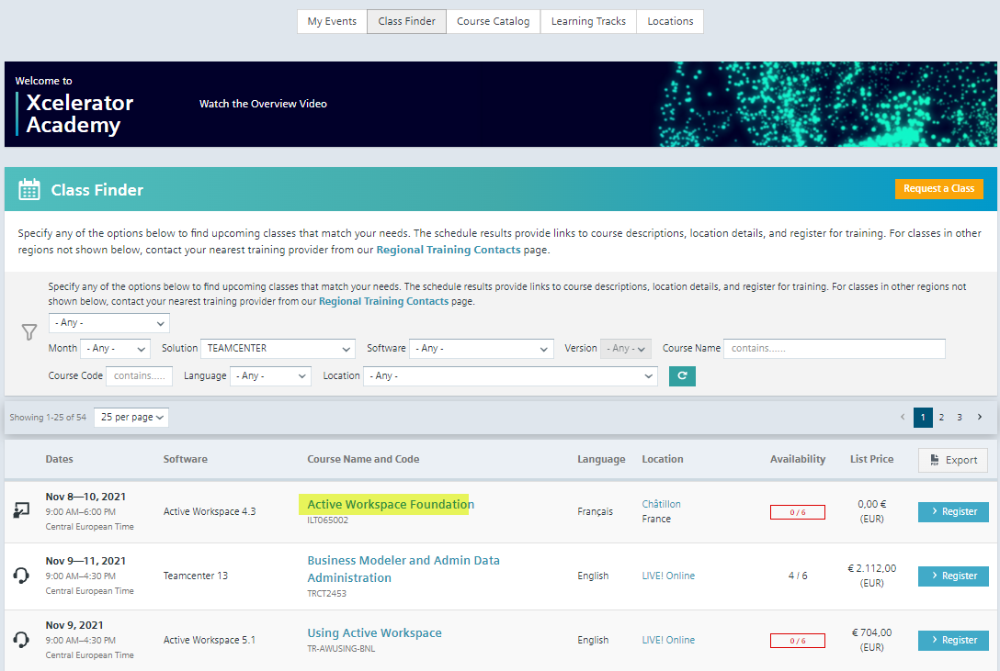 My Events Class Finder Course Catalog Learning Tracks Locations
Welcome to
Xcelerator
Academy
Watch the Overview Video
Class Finder
Request a Class
Specify any of the options below to find upcoming classes that match your needs. The schedule results provide links to course descriptions, location details, and register for training. For classes in other
regions not shown below, contact your nearest training provider from our Regional Training Contacts page.
Specify any of the options below to find upcoming classes that match your needs. The schedule results provide links to course descriptions, location details, and register for training. For classes in other regions not
shown below, contact your nearest training provider from our Regional Training Contacts page.
- Any -
Month - Any - Solution TEAMCENTER Software - Any - Version - Any - Course Name contains......
Course Code contains..... Language - Any - Location - Any -
Showing 1-25 of 54 25 per page ‹ 1 2 3 ›
Dates Software Course Name and Code Language Location Availability List Price Export
Nov 8—10, 2021
9:00 AM–6:00 PM
Central European Time
Active Workspace 4.3
Active Workspace Foundation
ILT065002
Français
Châtillon
France
0 / 6
0,00 €
(EUR)
Register
Nov 9—11, 2021
9:00 AM–4:30 PM
Central European Time
Teamcenter 13
Business Modeler and Admin Data
Administration
TRCT2453
English
LIVE! Online
4 / 6
€ 2.112,00
(EUR)
Register
Nov 9, 2021
9:00 AM–4:30 PM
Central European Time
Active Workspace 5.1
Using Active Workspace
TR-AWUSING-BNL
English
LIVE! Online
0 / 6
€ 704,00
(EUR)
Register